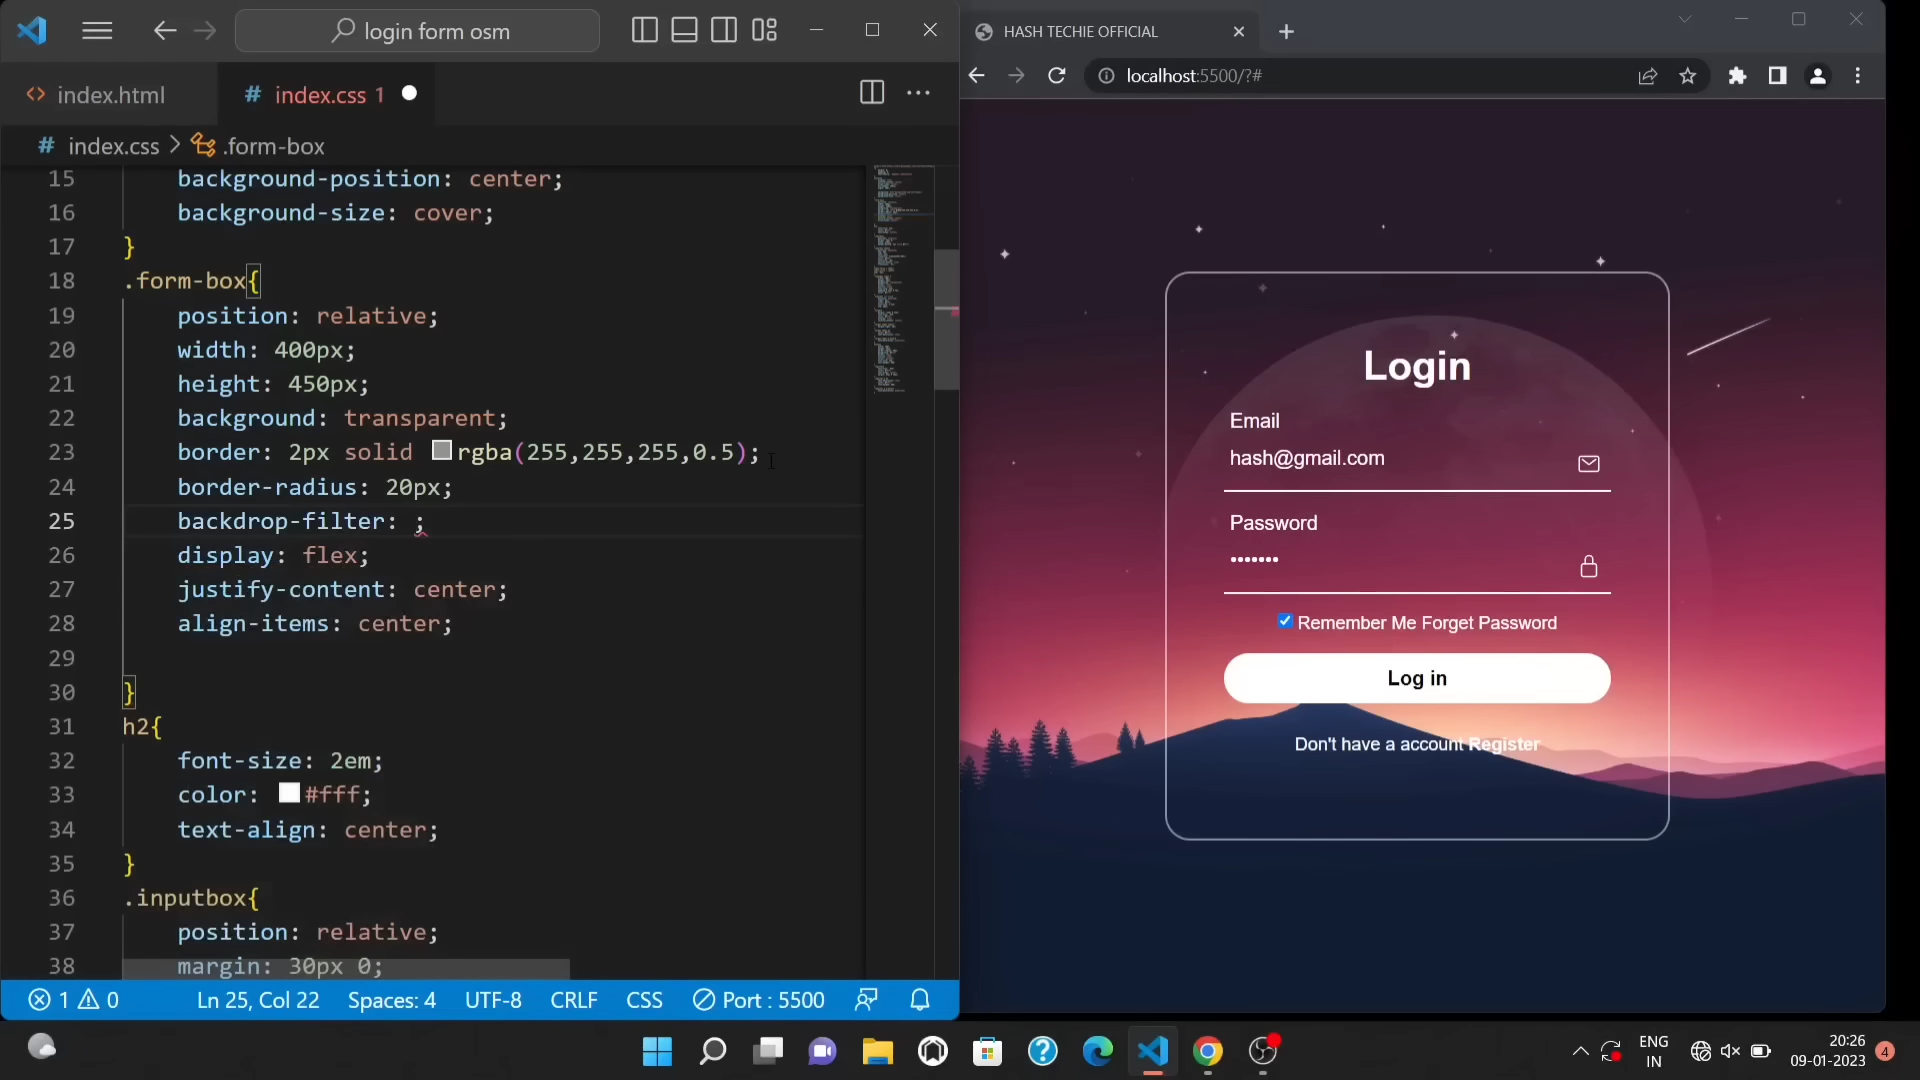 login form osm
index.html
# index.css 1
# index.css > .form-box
15 background-position: center;
16 background-size: cover;
17 }
18 .form-box{
19 position: relative;
20 width: 400px;
21 height: 450px;
22 background: transparent;
23 border: 2px solid rgba(255,255,255,0.5);
24 border-radius: 20px;
25 backdrop-filter: ;
26 display: flex;
27 justify-content: center;
28 align-items: center;
29
30 }
31 h2{
32 font-size: 2em;
33 color: #fff;
34 text-align: center;
35 }
36 .inputbox{
37 position: relative;
38 margin: 30px 0;
1 0 Ln 25, Col 22 Spaces: 4 UTF-8 CRLF CSS Port : 5500
HASH TECHIE OFFICIAL
localhost:5500/?#
Login
Email
hash@gmail.com
Password
•••••••
Remember Me Forget Password
Log in
Don't have a account Register
ENG
IN
20:26
09-01-2023
4